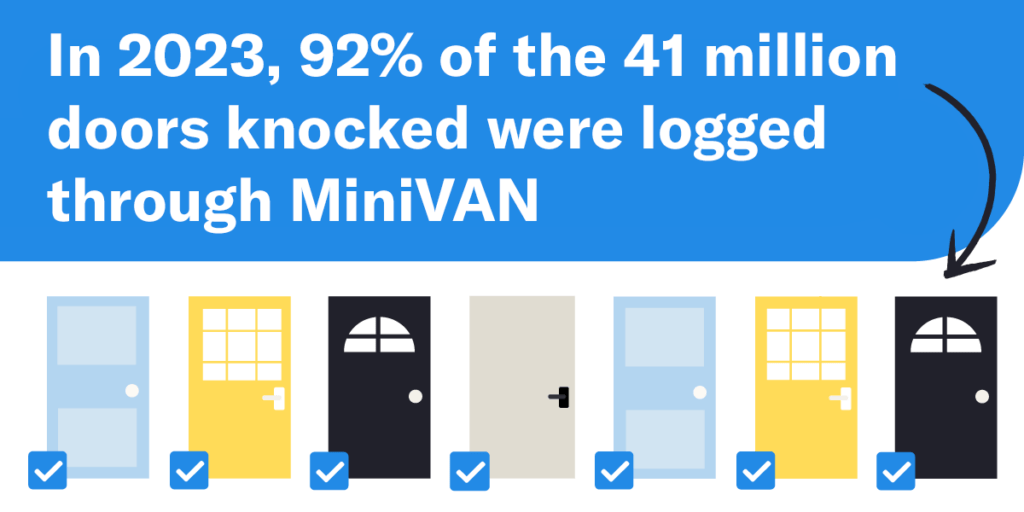 In 2023, 92% of the 41 million
doors knocked were logged
through MiniVAN